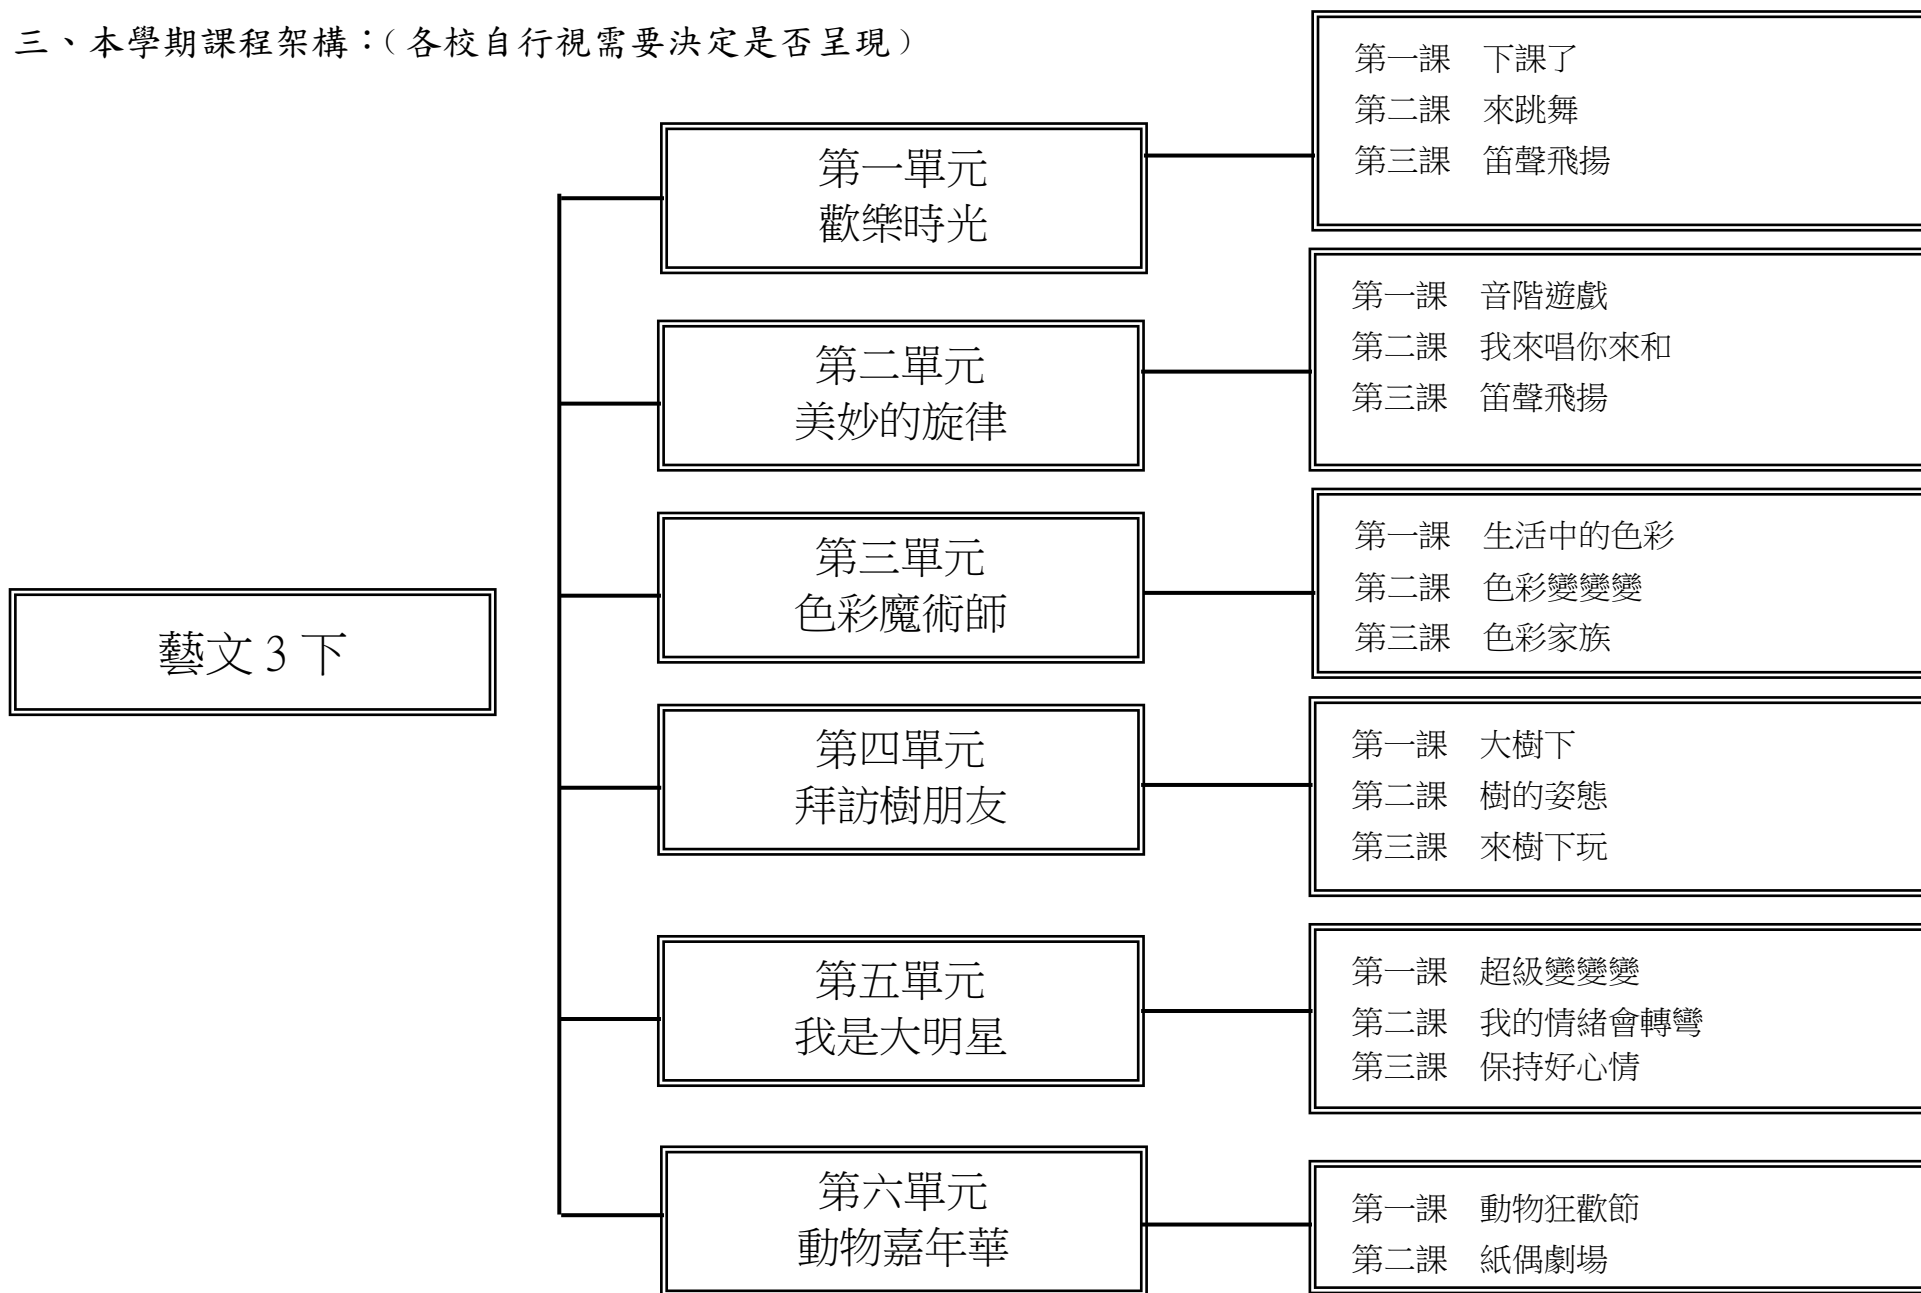 三、本學期課程架構：（各校自行視需要決定是否呈現）
藝文3下
第一單元
歡樂時光
第一課　下課了
第二課　來跳舞
第三課　笛聲飛揚
第二單元
美妙的旋律
第一課　音階遊戲
第二課　我來唱你來和
第三課　笛聲飛揚
第三單元
色彩魔術師
第一課　生活中的色彩
第二課　色彩變變變
第三課　色彩家族
第四單元
拜訪樹朋友
第一課　大樹下
第二課　樹的姿態
第三課　來樹下玩
第五單元
我是大明星
第一課　超級變變變
第二課　我的情緒會轉彎
第三課　保持好心情
第六單元
動物嘉年華
第一課　動物狂歡節
第二課　紙偶劇場